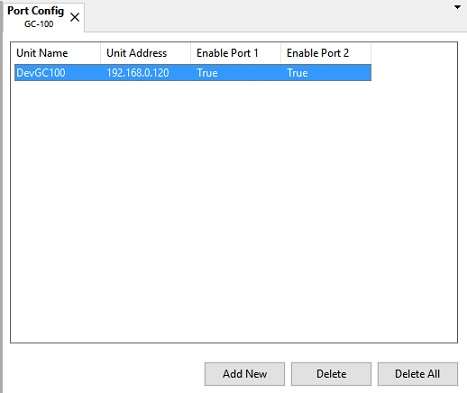 Port Config
GC-100
Unit Name Unit Address Enable Port 1 Enable Port 2
DevGC100 192.168.0.120 True True
Add New Delete Delete All